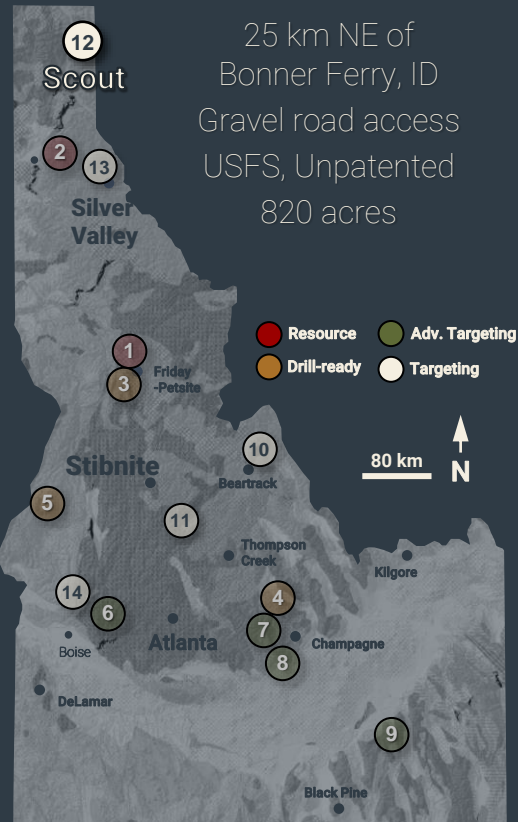 12
Scout
25 km NE of
Bonner Ferry, ID
Gravel road access
USFS, Unpatented
820 acres
2
13
Silver
Valley
Resource
Adv. Targeting
Drill-ready
Targeting
1
3
Friday
-Petsite
80 km
N
10
Beartrack
Stibnite
5
11
Thompson
Creek
Kilgore
14
6
4
7
8
Champagne
Atlanta
Boise
DeLamar
9
Black Pine